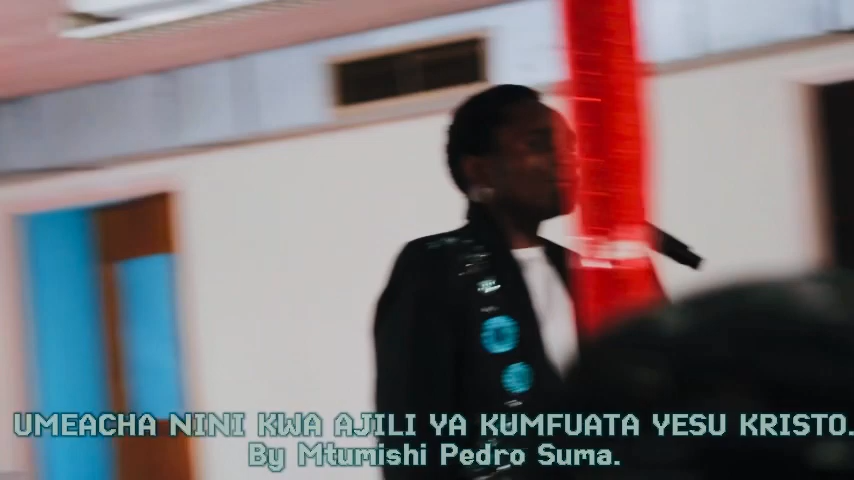 UMEACHA NINI KWA AJILI YA KUMFUATA YESU KRISTO.
By Mtumishi Pedro Suma.